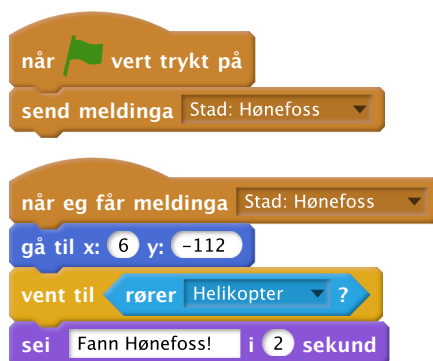 når vert trykt på
send meldinga Stad: Hønefoss
når eg får meldinga Stad: Hønefoss
gå til x: 6 y: -112
vent til rører Helikopter ?
sei Fann Hønefoss! i 2 sekund